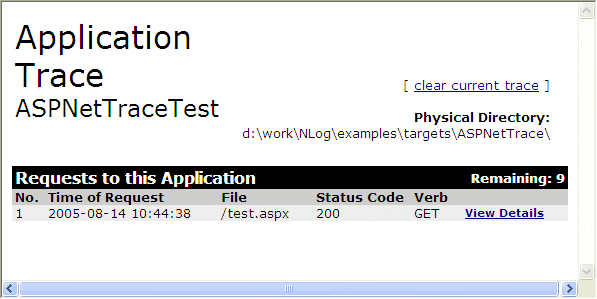 Application
Trace
ASPNetTraceTest
[ clear current trace ]
Physical Directory:
d:\work\NLog\examples\targets\ASPNetTrace\
Requests to this Application Remaining: 9
No. Time of Request File Status Code Verb
1 2005-08-14 10:44:38 /test.aspx 200 GET View Details